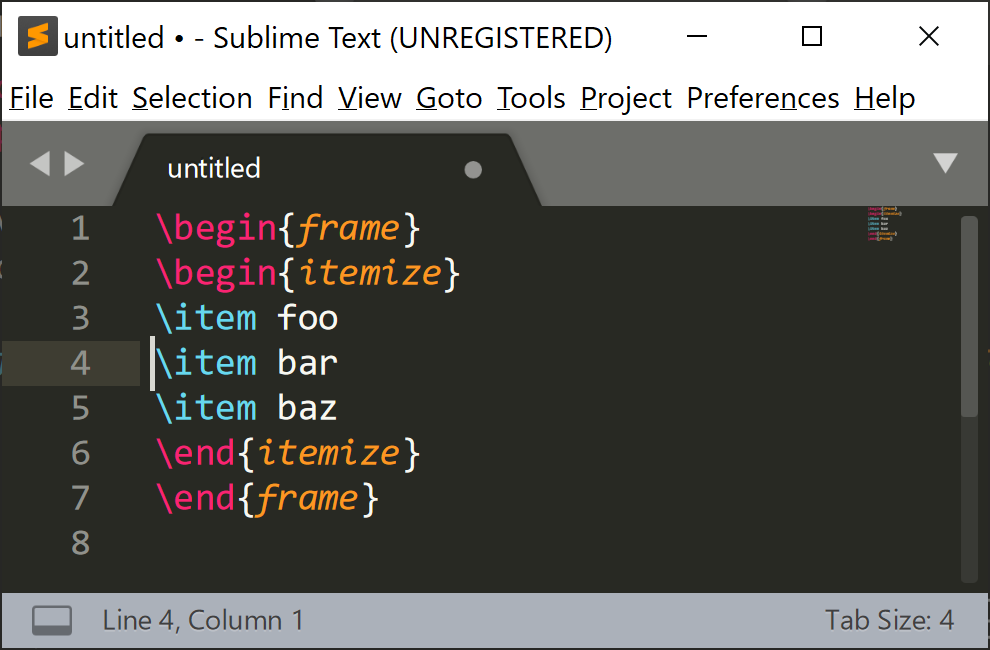 untitled • - Sublime Text (UNREGISTERED)
File Edit Selection Find View Goto Tools Project Preferences Help
untitled
1 \begin{frame}
2 \begin{itemize}
3 \item foo
4 \item bar
5 \item baz
6 \end{itemize}
7 \end{frame}
8
Line 4, Column 1 Tab Size: 4